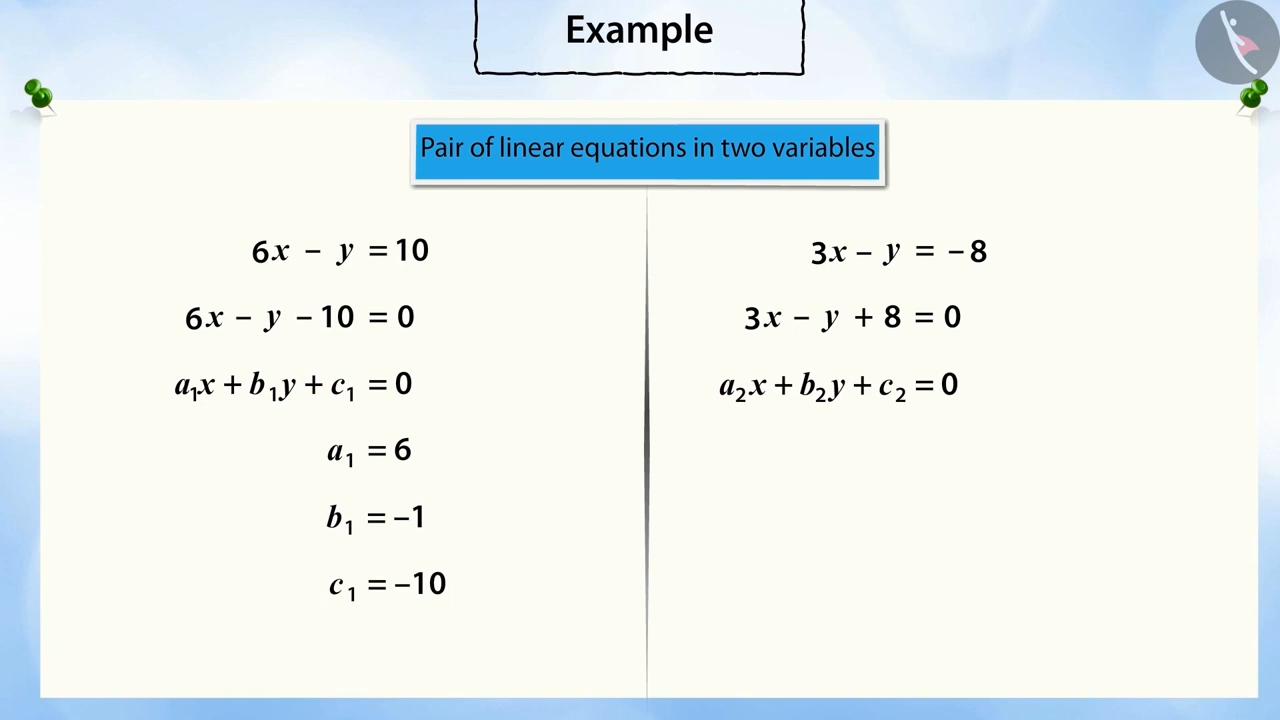 Example
Pair of linear equations in two variables
6x – y = 10
6x – y – 10 = 0
a₁x + b₁y + c₁ = 0
a₁ = 6
b₁ = –1
c₁ = –10
3x – y = – 8
3x – y + 8 = 0
a₂x + b₂y + c₂ = 0